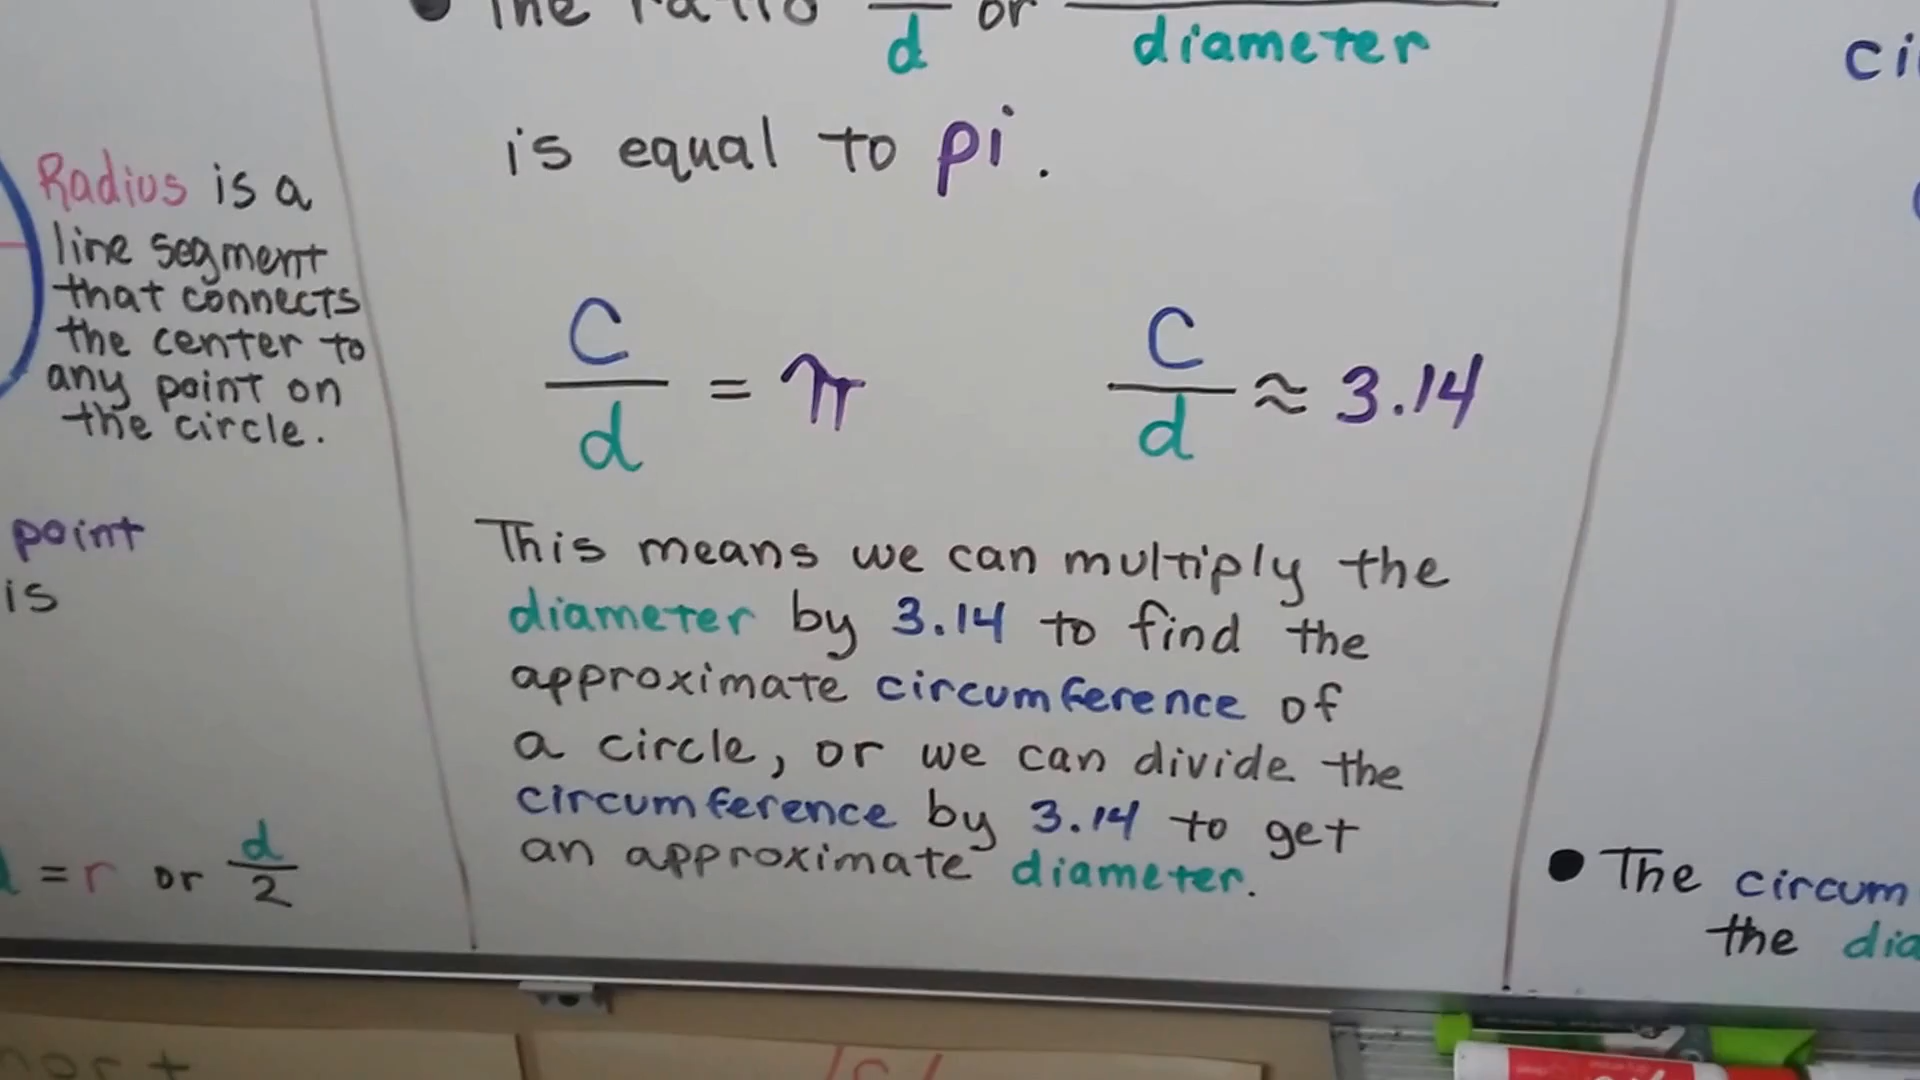 Radius is a
line segment
that connects
the center to
any point on
the circle.
point
is
= r or d
2
The ratio
d or diameter
is equal to pi.
C
d = π
C
d ≈ 3.14
This means we can multiply the
diameter by 3.14 to find the
approximate circumference of
a circle, or we can divide the
circumference by 3.14 to get
an approximate diameter.
ci
• The circum
the dia